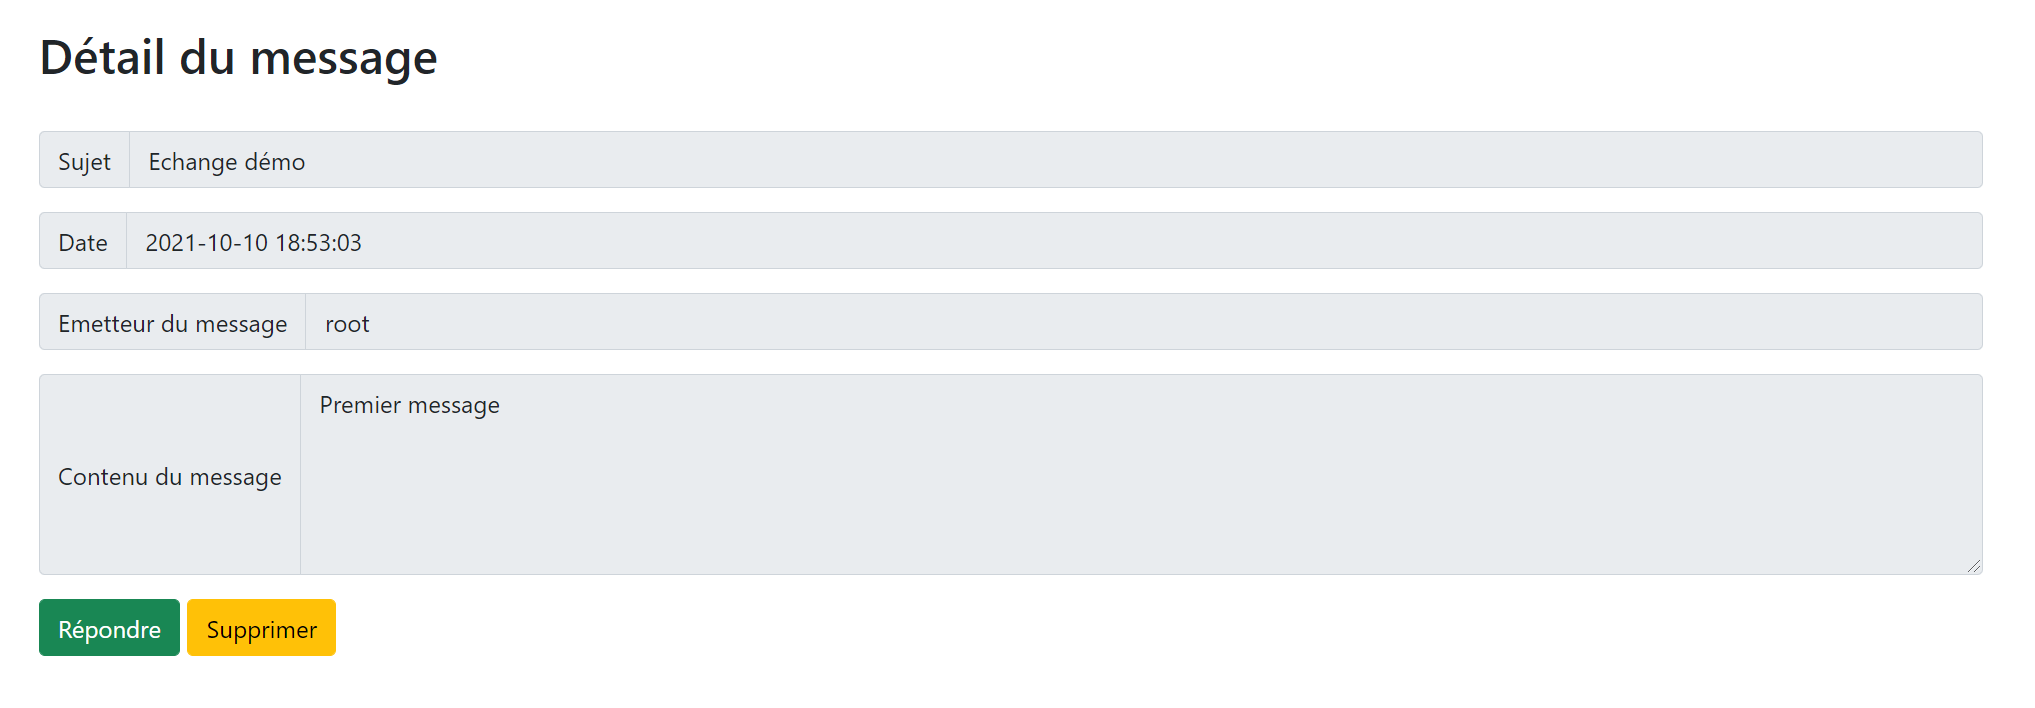 Détail du message
Sujet Echange démo
Date 2021-10-10 18:53:03
Emetteur du message root
Premier message
Contenu du message
Répondre Supprimer